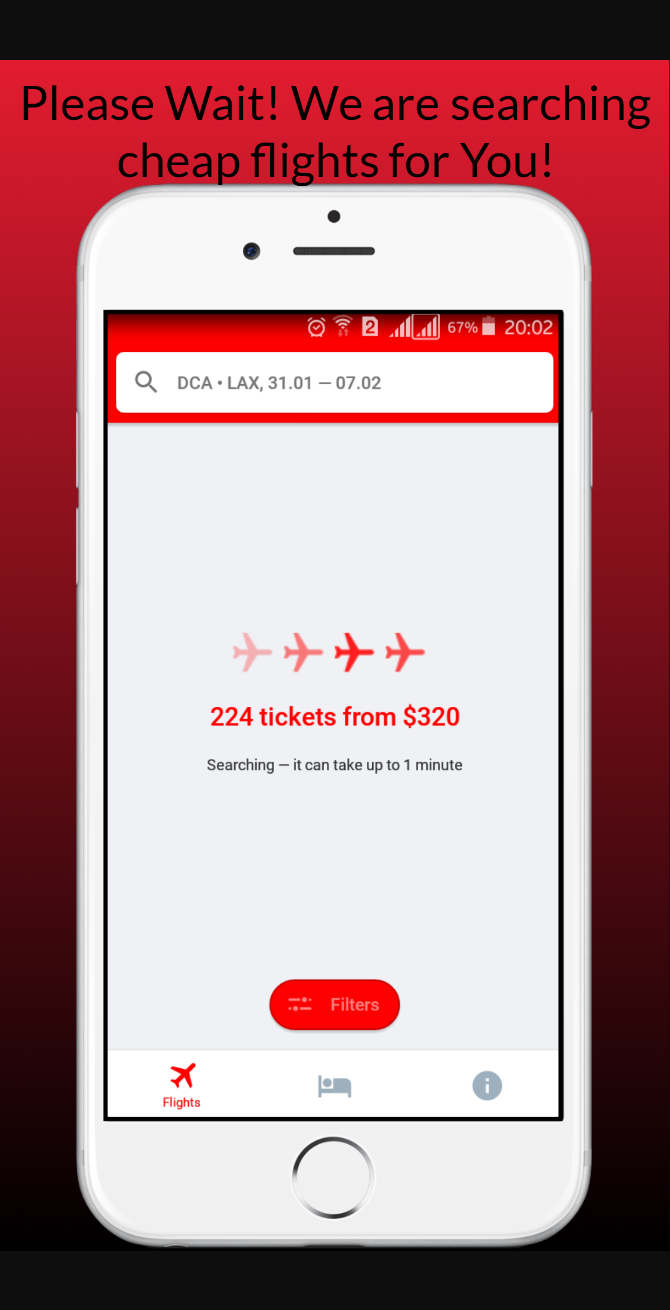 Please Wait! We are searching
cheap flights for You!
2 67% 20:02
DCA • LAX, 31.01 — 07.02
224 tickets from $320
Searching — it can take up to 1 minute
Filters
Flights